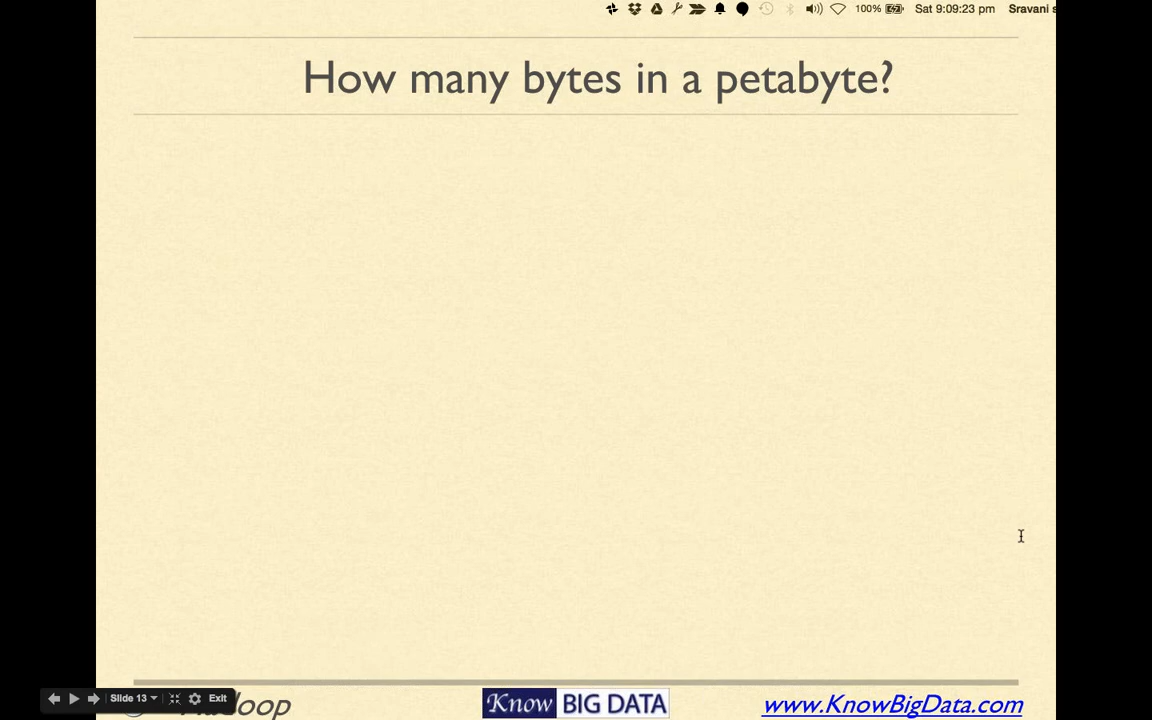 100% Sat 9:09:23 pm Sravani s
How many bytes in a petabyte?
Slide 13 Exit
Know BIG DATA
www.KnowBigData.com